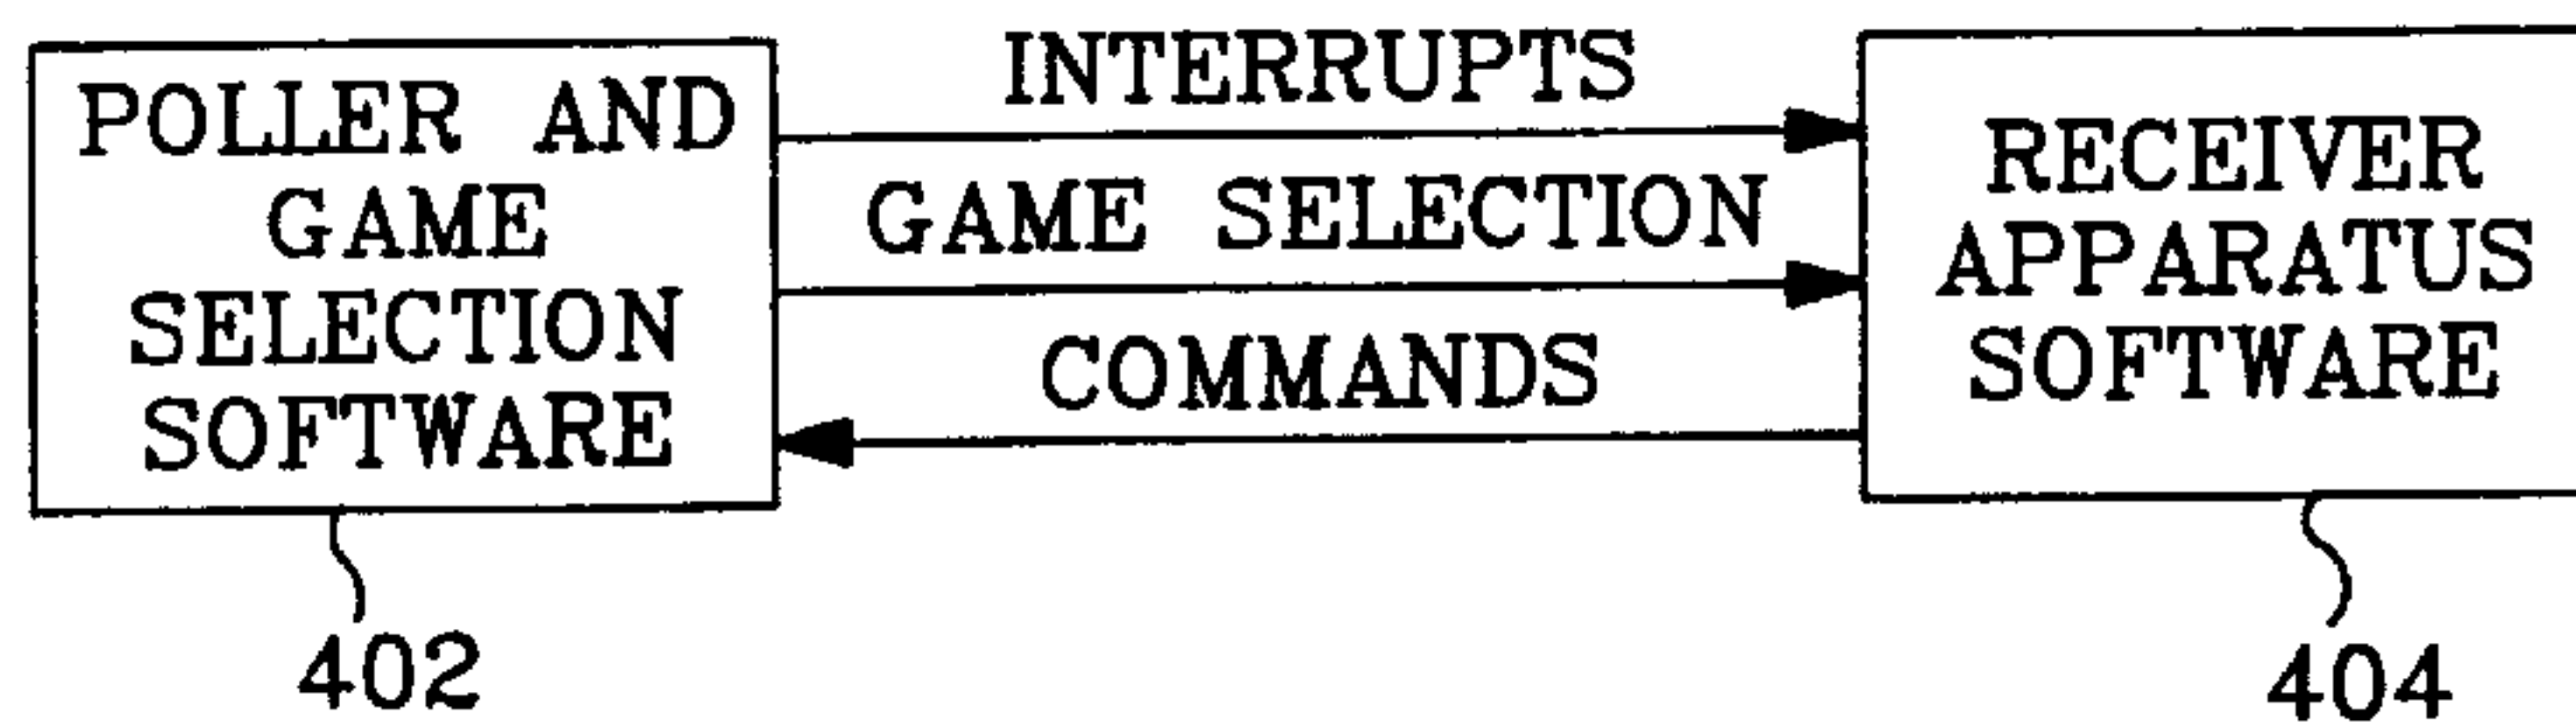 POLLER AND
GAME
SELECTION
SOFTWARE
INTERRUPTS
GAME SELECTION
COMMANDS
RECEIVER
APPARATUS
SOFTWARE
402
404